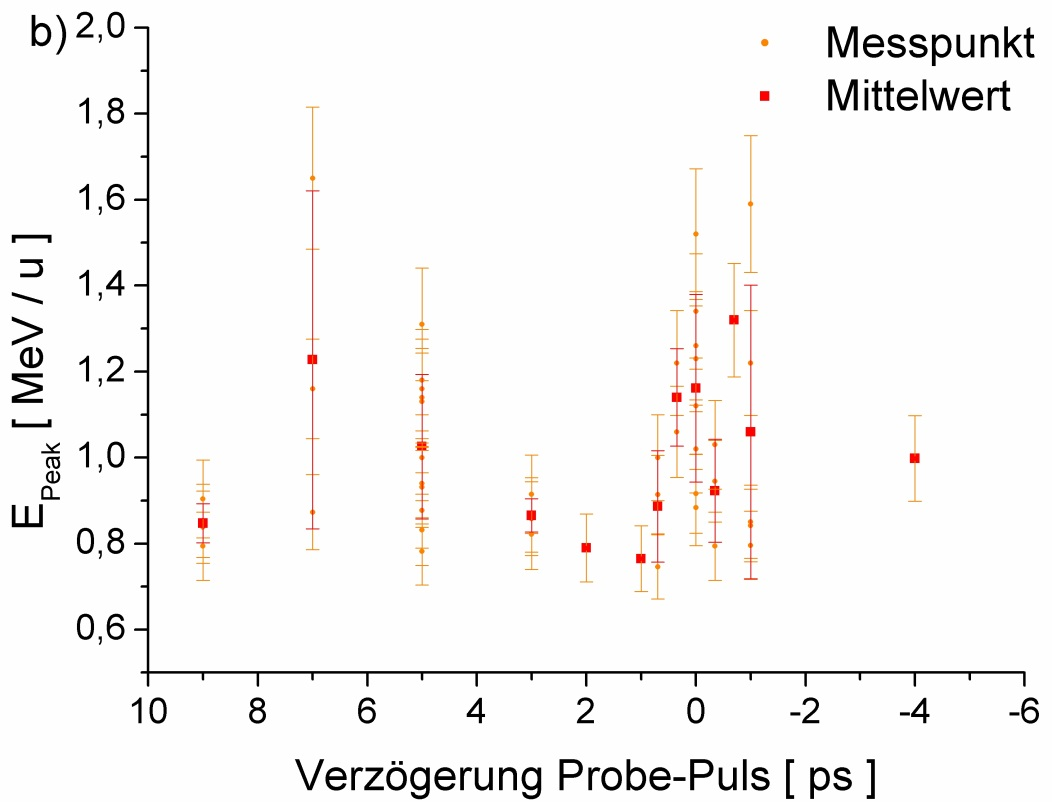 b)
2,0
1,8
1,6
1,4
1,2
1,0
0,8
0,6
E_Peak [ MeV / u ]
Messpunkt
Mittelwert
10 8 6 4 2 0 -2 -4 -6
Verzögerung Probe-Puls [ ps ]